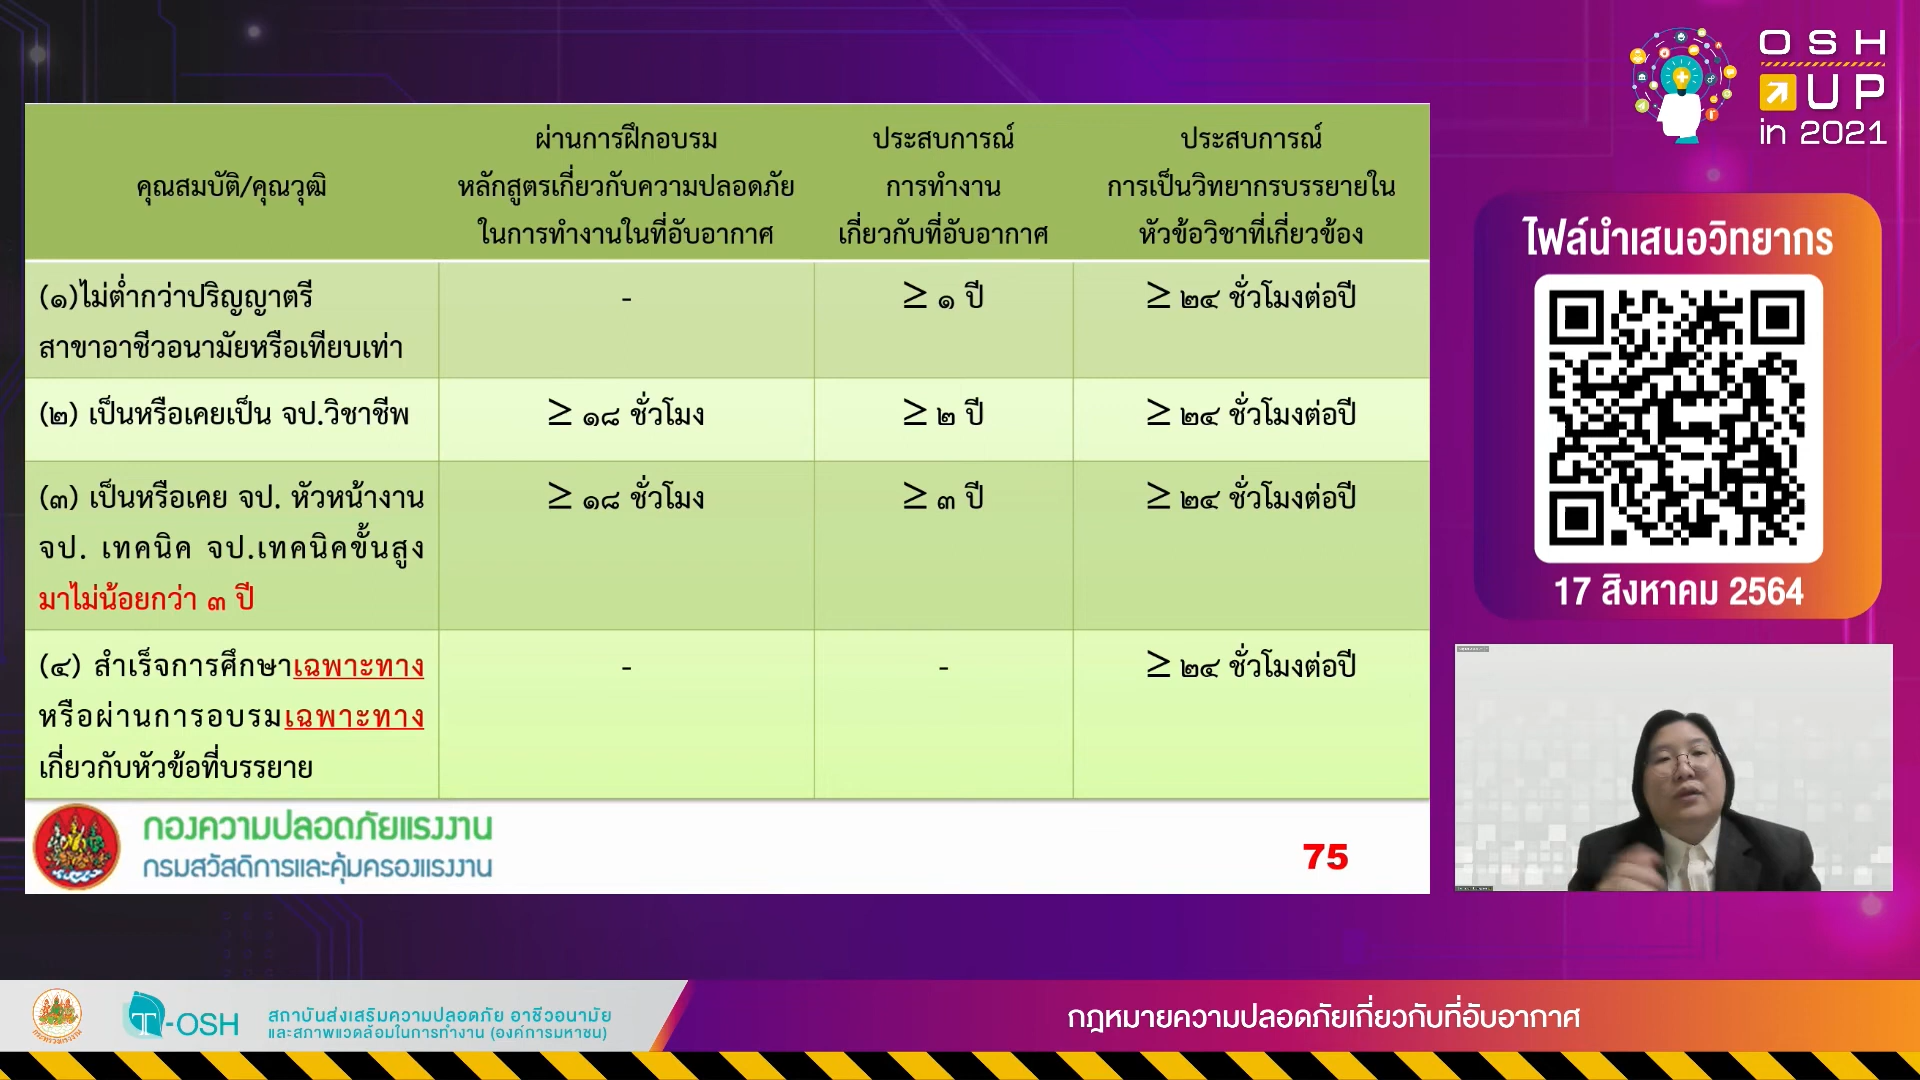 OSH
UP
in 2021
คุณสมบัติ/คุณวุฒิ
ผ่านการฝึกอบรม
หลักสูตรเกี่ยวกับความปลอดภัย
ในการทำงานในที่อับอากาศ
ประสบการณ์
การทำงาน
เกี่ยวกับที่อับอากาศ
ประสบการณ์
การเป็นวิทยากรบรรยายใน
หัวข้อวิชาที่เกี่ยวข้อง
(๑)ไม่ต่ำกว่าปริญญาตรี
สาขาอาชีวอนามัยหรือเทียบเท่า
-
≥ ๑ ปี
≥ ๒๔ ชั่วโมงต่อปี
(๒) เป็นหรือเคยเป็น จป.วิชาชีพ
≥ ๑๘ ชั่วโมง
≥ ๒ ปี
≥ ๒๔ ชั่วโมงต่อปี
(๓) เป็นหรือเคย จป. หัวหน้างาน
จป. เทคนิค จป.เทคนิคขั้นสูง
มาไม่น้อยกว่า ๓ ปี
≥ ๑๘ ชั่วโมง
≥ ๓ ปี
≥ ๒๔ ชั่วโมงต่อปี
(๔) สำเร็จการศึกษาเฉพาะทาง
หรือผ่านการอบรมเฉพาะทาง
เกี่ยวกับหัวข้อที่บรรยาย
-
-
≥ ๒๔ ชั่วโมงต่อปี
กองความปลอดภัยแรงงาน
กรมสวัสดิการและคุ้มครองแรงงาน
75
ไฟล์นำเสนอวิทยากร
17 สิงหาคม 2564
T-OSH
สถาบันส่งเสริมความปลอดภัย อาชีวอนามัย
และสภาพแวดล้อมในการทำงาน (องค์การมหาชน)
กฎหมายความปลอดภัยเกี่ยวกับที่อับอากาศ